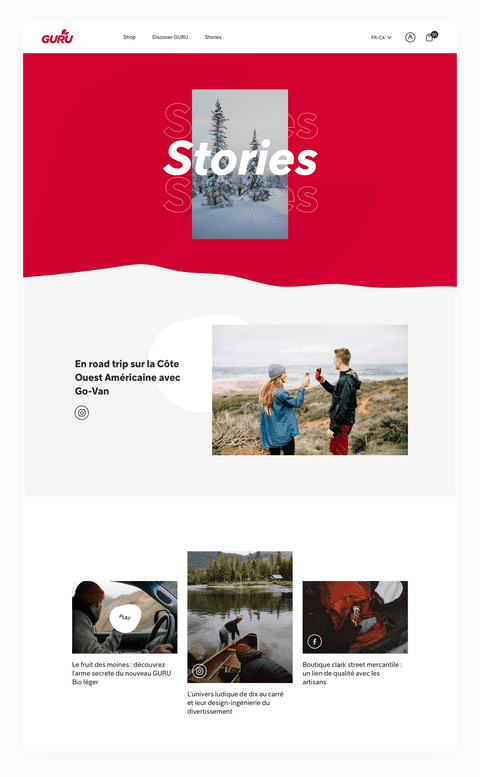 GURU
Shop Discover GURU Stories FR-CA
Stories
Stories
Stories
En road trip sur la Côte
Ouest Américaine avec
Go-Van
PLAY
Le fruit des moines : découvrez
l'arme secrète du nouveau GURU
Bio léger
L'univers ludique de dix au carré
et leur design-ingénierie du
divertissement
Boutique clark street mercantile :
un lien de qualité avec les
artisans